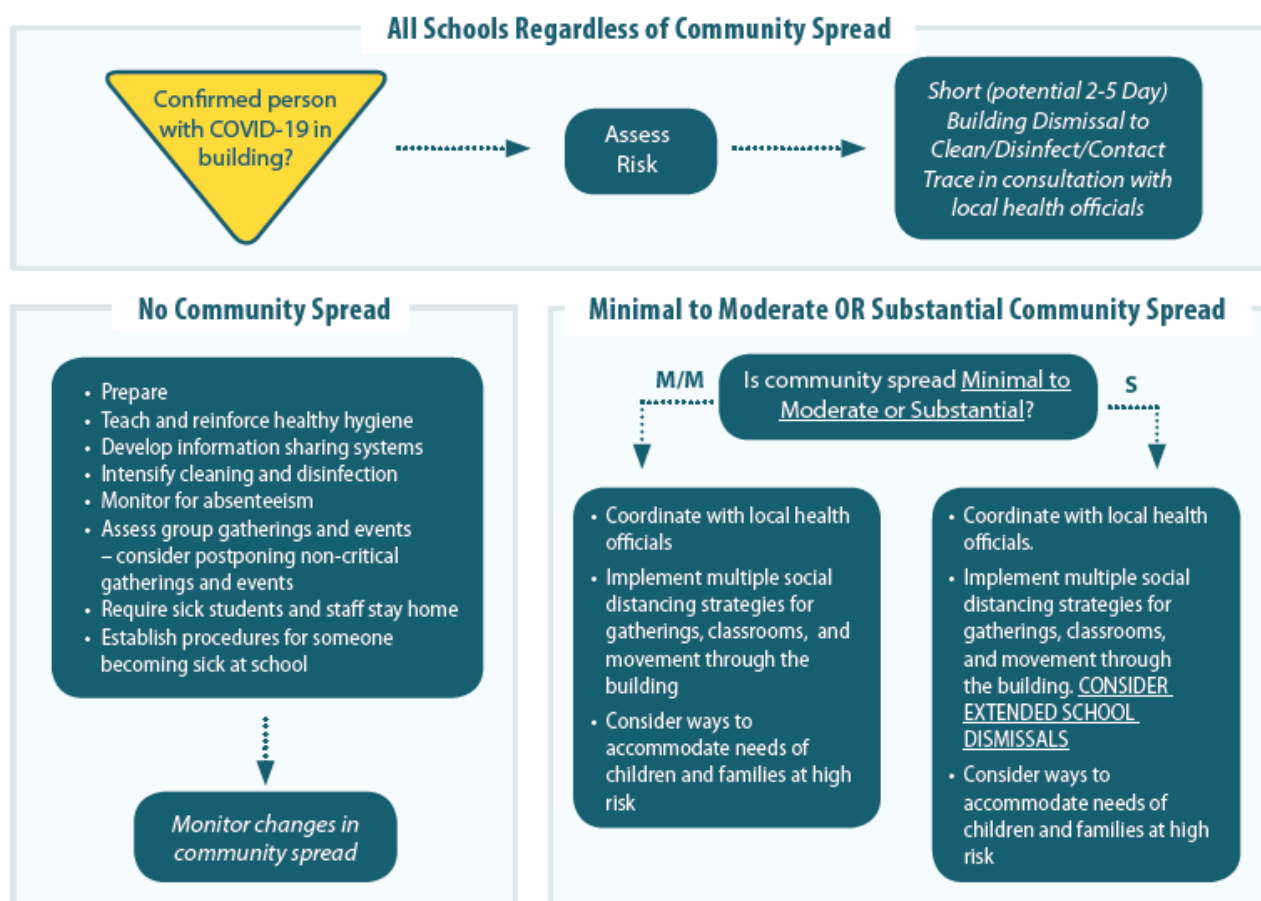 All Schools Regardless of Community Spread
Confirmed person
with COVID-19 in
building?
Assess
Risk
Short (potential 2-5 Day)
Building Dismissal to
Clean/Disinfect/Contact
Trace in consultation with
local health officials
No Community Spread
• Prepare
• Teach and reinforce healthy hygiene
• Develop information sharing systems
• Intensify cleaning and disinfection
• Monitor for absenteeism
• Assess group gatherings and events
– consider postponing non-critical
gatherings and events
• Require sick students and staff stay home
• Establish procedures for someone
becoming sick at school
Monitor changes in
community spread
Minimal to Moderate OR Substantial Community Spread
Is community spread Minimal to
Moderate or Substantial?
M/M
• Coordinate with local health
officials
• Implement multiple social
distancing strategies for
gatherings, classrooms, and
movement through the
building
• Consider ways to
accommodate needs of
children and families at high
risk
S
• Coordinate with local health
officials.
• Implement multiple social
distancing strategies for
gatherings, classrooms,
and movement through
the building. CONSIDER
EXTENDED SCHOOL
DISMISSALS
• Consider ways to
accommodate needs of
children and families at high
risk